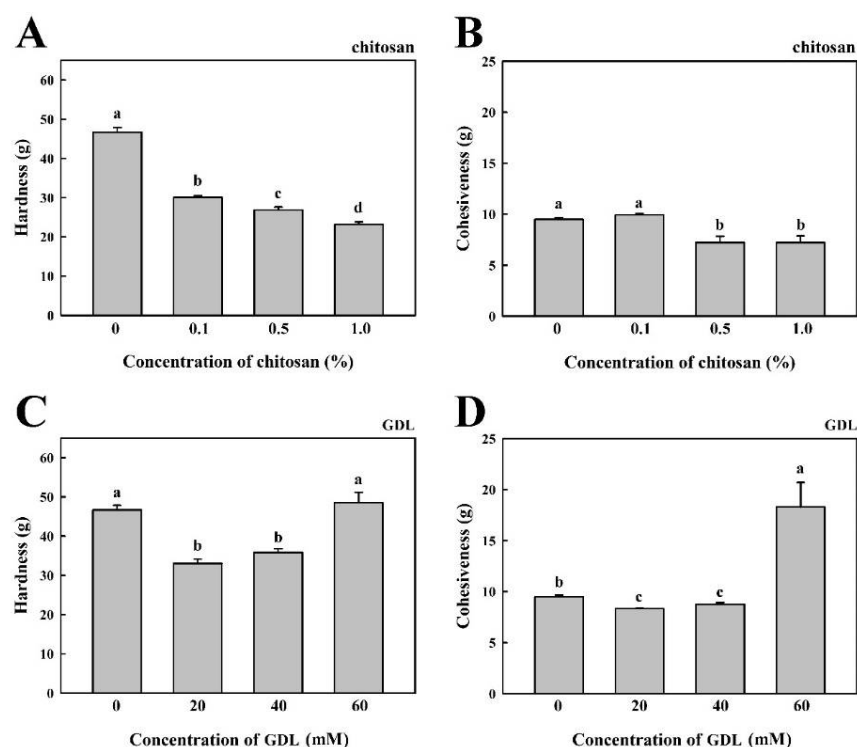 A
chitosan
Hardness (g)
60
50
40
30
20
10
0
a
b
c
d
0 0.1 0.5 1.0
Concentration of chitosan (%)
B
chitosan
Cohesiveness (g)
25
20
15
10
5
0
a
a
b
b
0 0.1 0.5 1.0
Concentration of chitosan (%)
C
GDL
Hardness (g)
60
50
40
30
20
10
0
a
b
b
a
0 20 40 60
Concentration of GDL (mM)
D
GDL
Cohesiveness (g)
25
20
15
10
5
0
b
c
c
a
0 20 40 60
Concentration of GDL (mM)